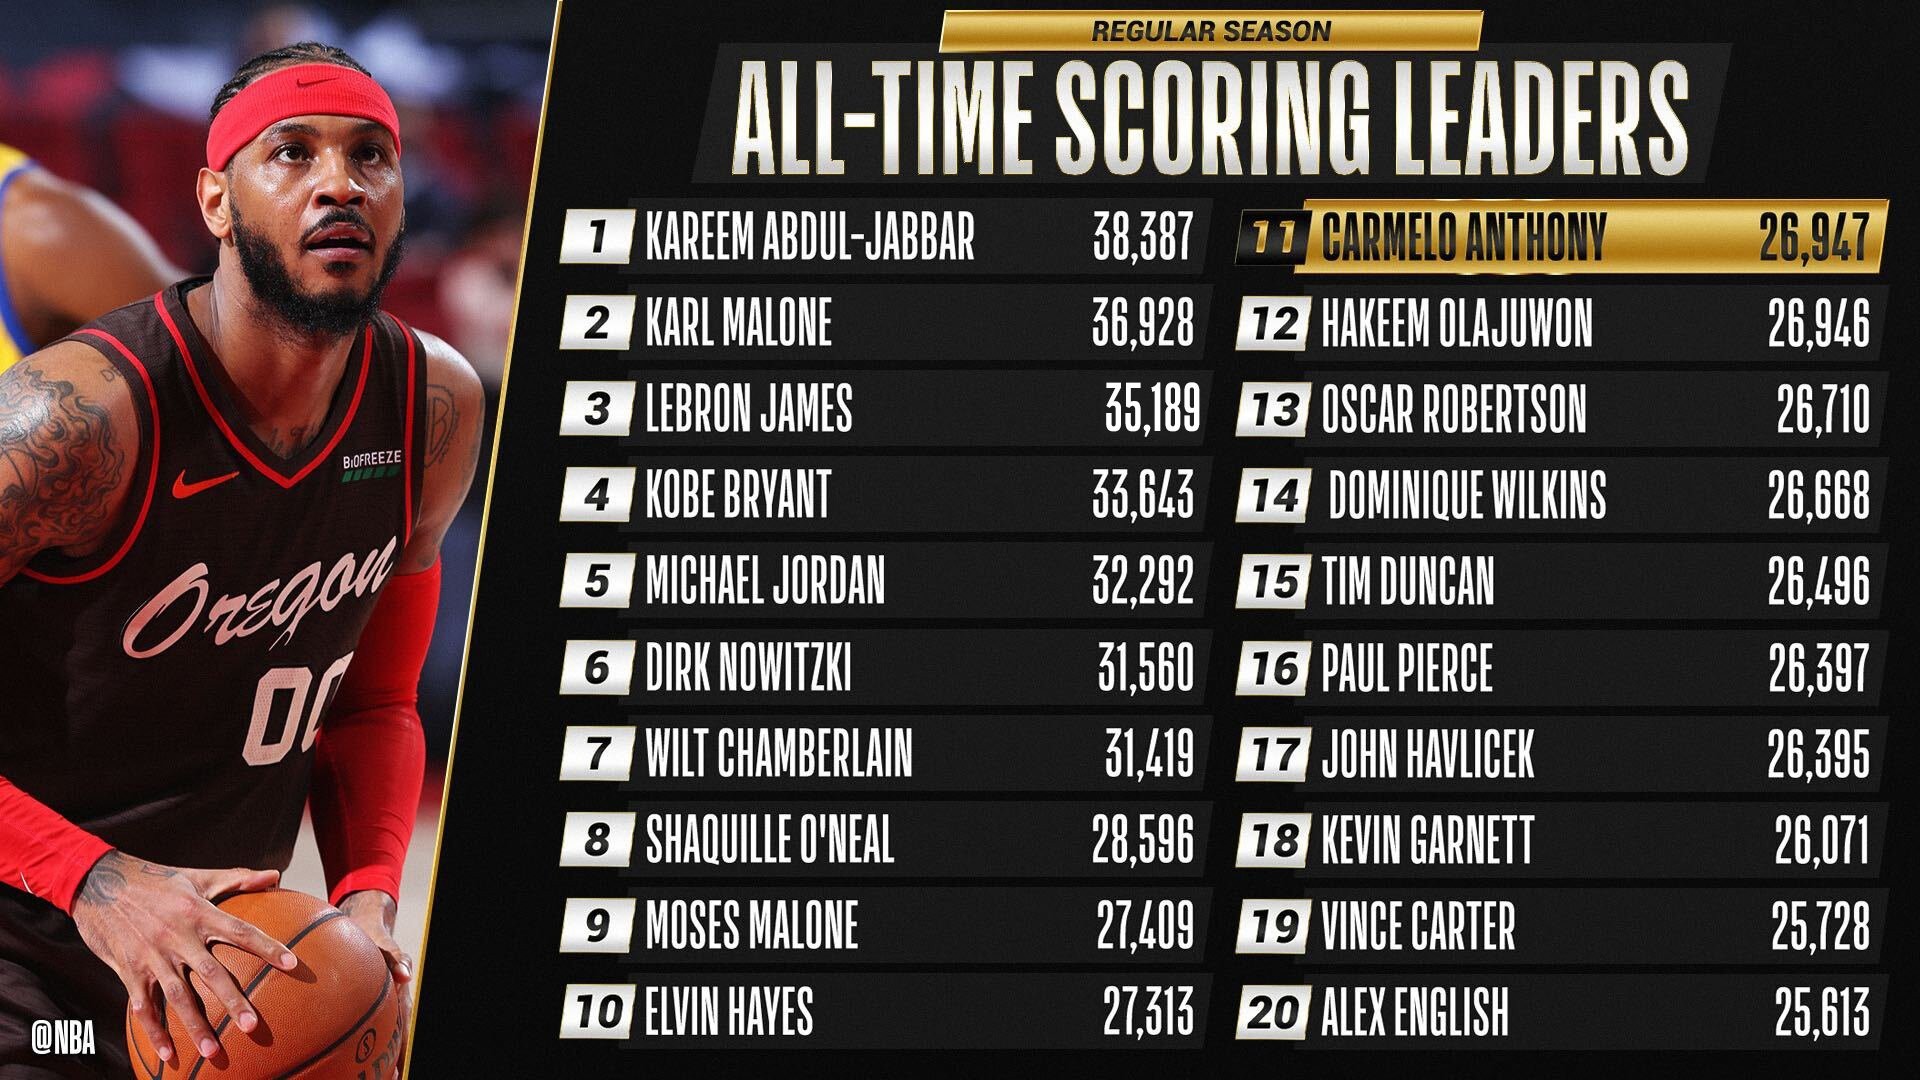 REGULAR SEASON
ALL-TIME SCORING LEADERS
1 KAREEM ABDUL-JABBAR 38,387
2 KARL MALONE 36,928
3 LEBRON JAMES 35,189
4 KOBE BRYANT 33,643
5 MICHAEL JORDAN 32,292
6 DIRK NOWITZKI 31,560
7 WILT CHAMBERLAIN 31,419
8 SHAQUILLE O'NEAL 28,596
9 MOSES MALONE 27,409
10 ELVIN HAYES 27,313
11 CARMELO ANTHONY 26,947
12 HAKEEM OLAJUWON 26,946
13 OSCAR ROBERTSON 26,710
14 DOMINIQUE WILKINS 26,668
15 TIM DUNCAN 26,496
16 PAUL PIERCE 26,397
17 JOHN HAVLICEK 26,395
18 KEVIN GARNETT 26,071
19 VINCE CARTER 25,728
20 ALEX ENGLISH 25,613
BIOFREEZE
Oregon
00
@NBA